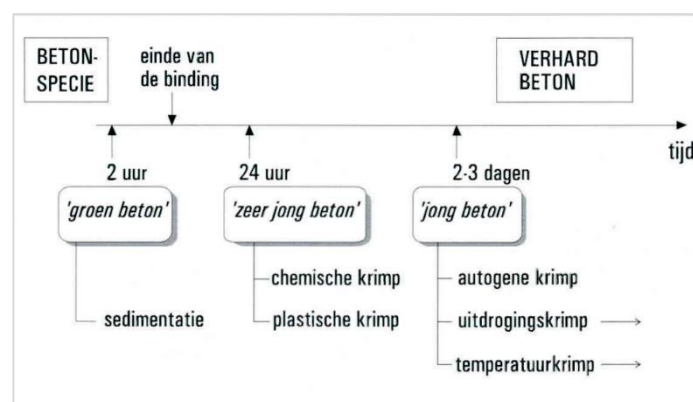 BETON-
SPECIE
einde van
de binding
VERHARD
BETON
tijd
2 uur
24 uur
2-3 dagen
'groen beton'
'zeer jong beton'
'jong beton'
chemische krimp
autogene krimp
sedimentatie
plastische krimp
uitdrogingskrimp
temperatuurkrimp